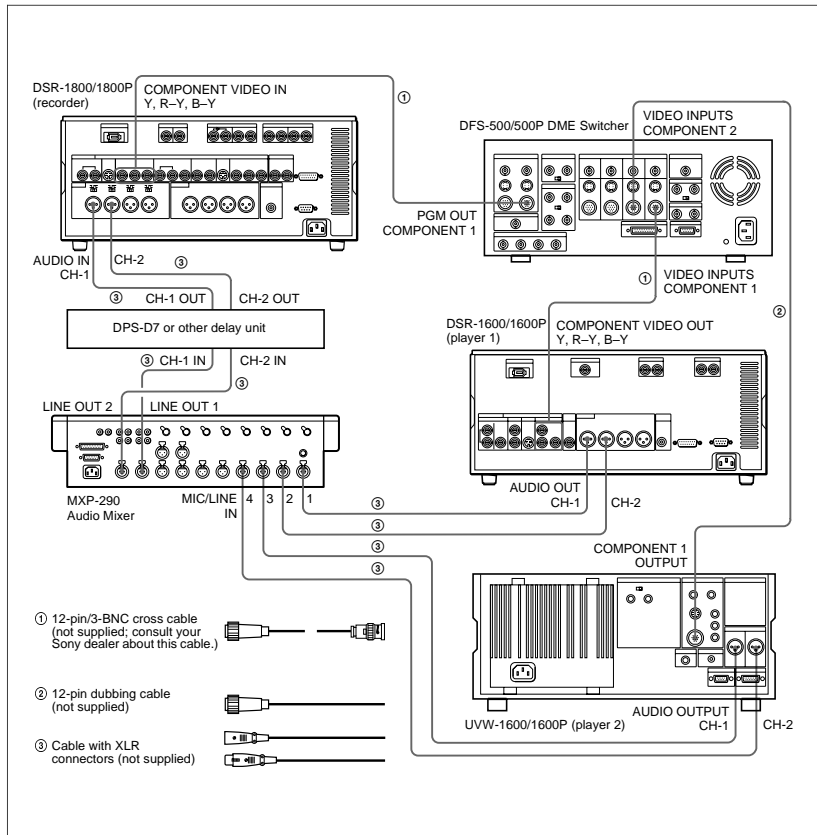 DSR-1800/1800P
(recorder)
COMPONENT VIDEO IN
Y, R–Y, B–Y
①
DFS-500/500P DME Switcher
VIDEO INPUTS
COMPONENT 2
PGM OUT
COMPONENT 1
AUDIO IN
CH-1
CH-2
③
③
CH-1 OUT
CH-2 OUT
DPS-D7 or other delay unit
③ CH-1 IN
CH-2 IN
③
①
VIDEO INPUTS
COMPONENT 1
②
DSR-1600/1600P
(player 1)
COMPONENT VIDEO OUT
Y, R–Y, B–Y
LINE OUT 2
LINE OUT 1
MXP-290
Audio Mixer
MIC/LINE
IN
4
3
2
1
AUDIO OUT
CH-1
CH-2
③
③
③
③
COMPONENT 1
OUTPUT
① 12-pin/3-BNC cross cable
(not supplied; consult your
Sony dealer about this cable.)
② 12-pin dubbing cable
(not supplied)
③ Cable with XLR
connectors (not supplied)
AUDIO OUTPUT
CH-1
CH-2
UVW-1600/1600P (player 2)